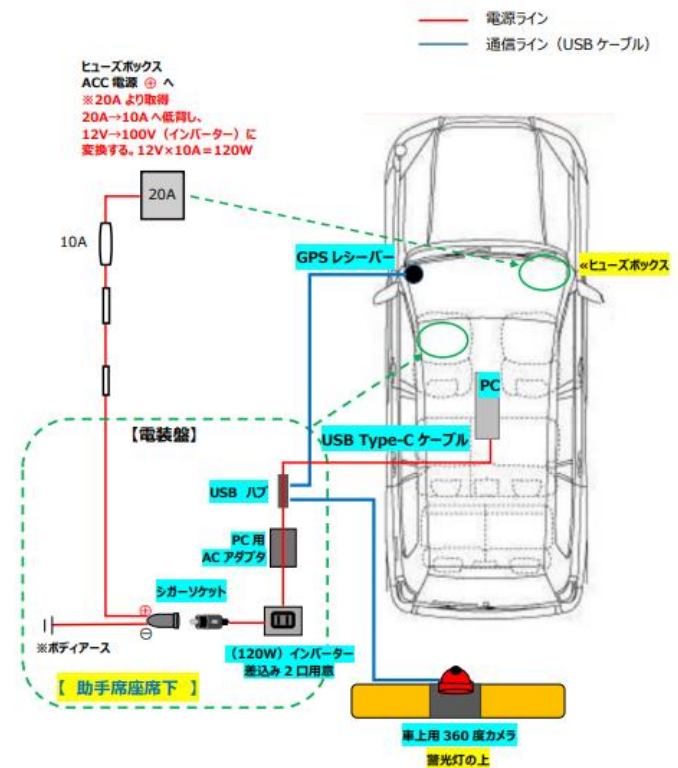 電源ライン
通信ライン（USB ケーブル）
ヒューズボックス
ACC 電源 ⊕ へ
※20A より取得
20A→10A へ低背し、
12V→100V（インバーター）に
変換する。12V×10A＝120W
20A
10A
GPS レシーバー
«ヒューズボックス
PC
【電装盤】
USB Type-C ケーブル
USB ハブ
PC 用
AC アダプタ
シガーソケット
⊕
⊖
※ボディアース
（120W）インバーター
差込み 2 口用意
【 助手席座席下 】
車上用 360 度カメラ
警光灯の上